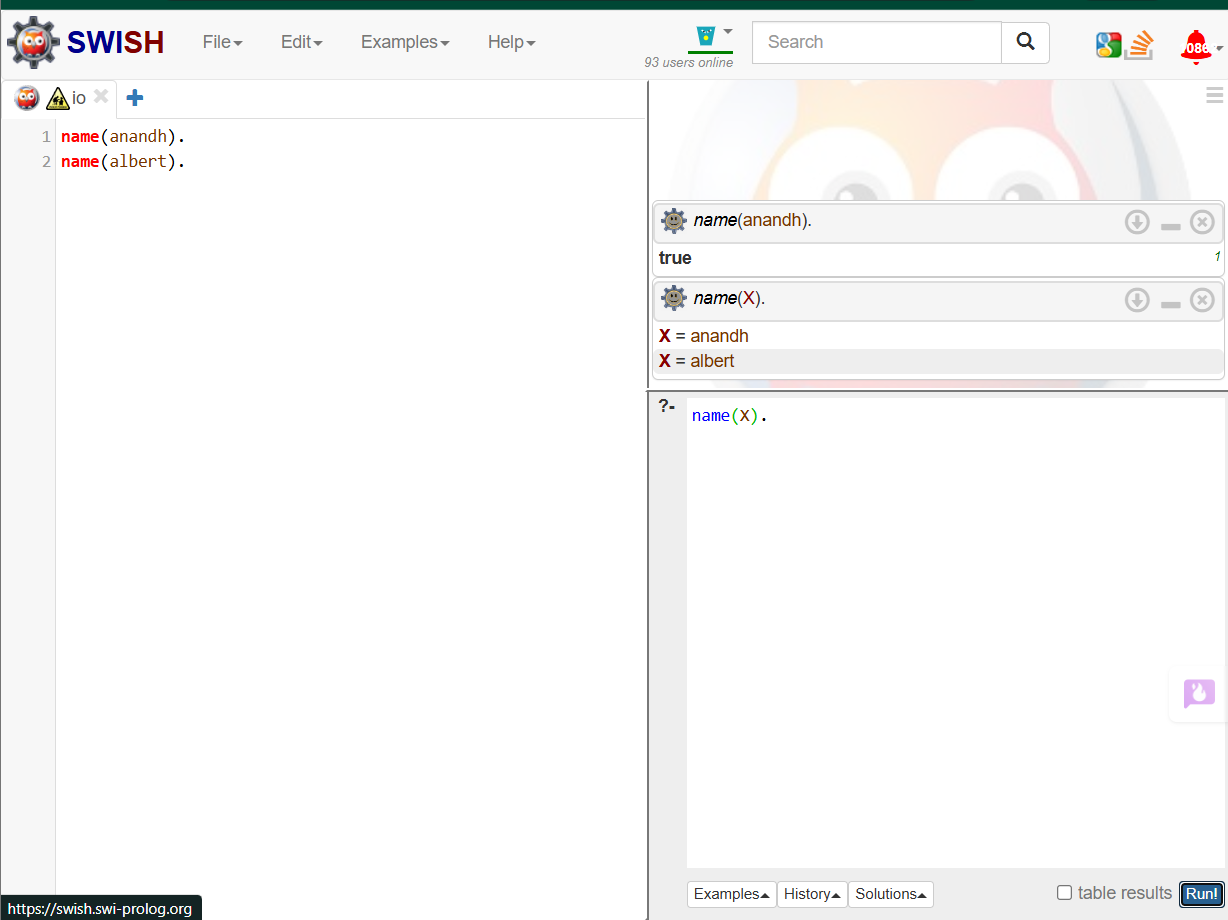 SWISH File Edit Examples Help 93 users online Search
io
1 name(anandh).
2 name(albert).
name(anandh).
true 1
name(X).
X = anandh
X = albert
?- name(X).
Examples History Solutions table results Run!
https://swish.swi-prolog.org